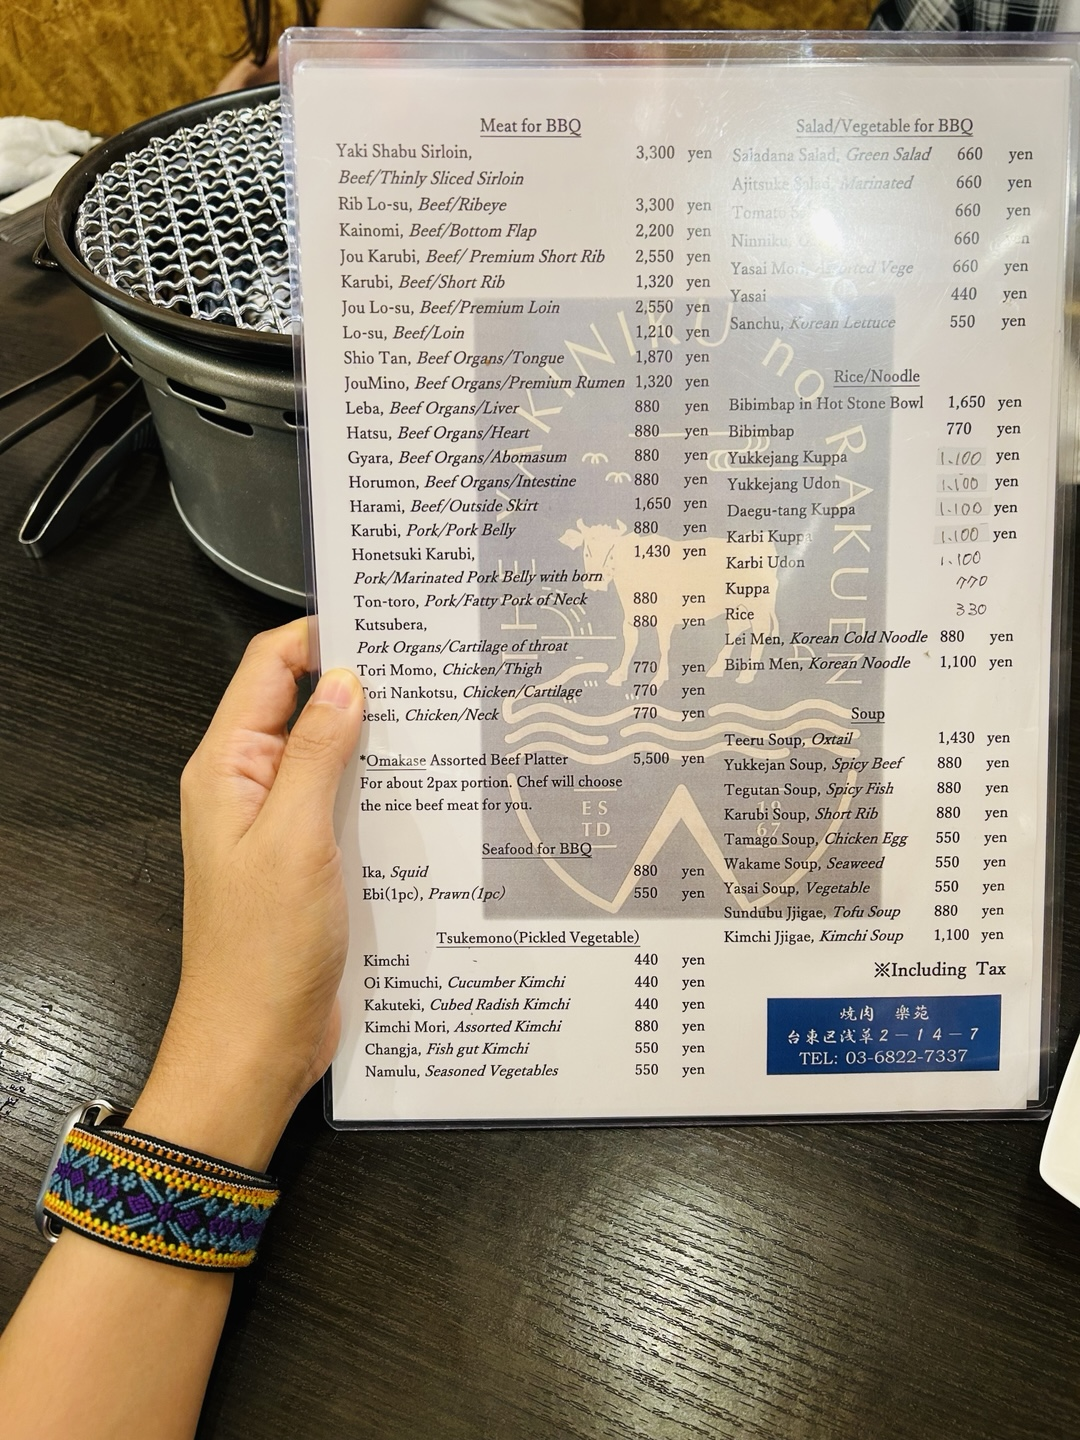 Meat for BBQ
Yaki Shabu Sirloin, 3,300 yen
Beef/Thinly Sliced Sirloin
Rib Lo-su, Beef/Ribeye 3,300 yen
Kainomi, Beef/Bottom Flap 2,200 yen
Jou Karubi, Beef/ Premium Short Rib 2,550 yen
Karubi, Beef/Short Rib 1,320 yen
Jou Lo-su, Beef/Premium Loin 2,550 yen
Lo-su, Beef/Loin 1,210 yen
Shio Tan, Beef Organs/Tongue 1,870 yen
JouMino, Beef Organs/Premium Rumen 1,320 yen
Leba, Beef Organs/Liver 880 yen
Hatsu, Beef Organs/Heart 880 yen
Gyara, Beef Organs/Abomasum 880 yen
Horumon, Beef Organs/Intestine 880 yen
Harami, Beef/Outside Skirt 1,650 yen
Karubi, Pork/Pork Belly 880 yen
Honetsuki Karubi, 1,430 yen
Pork/Marinated Pork Belly with born
Ton-toro, Pork/Fatty Pork of Neck 880 yen
Kutsubera, 880 yen
Pork Organs/Cartilage of throat
Tori Momo, Chicken/Thigh 770 yen
Tori Nankotsu, Chicken/Cartilage 770 yen
Seseli, Chicken/Neck 770 yen
*Omakase Assorted Beef Platter 5,500 yen
For about 2pax portion. Chef will choose
the nice beef meat for you.
Seafood for BBQ
Ika, Squid 880 yen
Ebi(1pc), Prawn(1pc) 550 yen
Tsukemono(Pickled Vegetable)
Kimchi 440 yen
Oi Kimuchi, Cucumber Kimchi 440 yen
Kakuteki, Cubed Radish Kimchi 440 yen
Kimchi Mori, Assorted Kimchi 880 yen
Changja, Fish gut Kimchi 550 yen
Namulu, Seasoned Vegetables 550 yen
Salad/Vegetable for BBQ
Saladana Salad, Green Salad 660 yen
Ajitsuke Salad, Marinated 660 yen
Tomato 660 yen
Ninniku, 660 yen
Yasai Mori, Assorted Vege 660 yen
Yasai 440 yen
Sanchu, Korean Lettuce 550 yen
Rice/Noodle
Bibimbap in Hot Stone Bowl 1,650 yen
Bibimbap 770 yen
Yukkejang Kuppa 1.100 yen
Yukkejang Udon 1.100 yen
Daegu-tang Kuppa 1.100 yen
Karbi Kuppa 1.100 yen
Karbi Udon 1.100
Kuppa 770
Rice 330
Lei Men, Korean Cold Noodle 880 yen
Bibim Men, Korean Noodle 1,100 yen
Soup
Teeru Soup, Oxtail 1,430 yen
Yukkejan Soup, Spicy Beef 880 yen
Tegutan Soup, Spicy Fish 880 yen
Karubi Soup, Short Rib 880 yen
Tamago Soup, Chicken Egg 550 yen
Wakame Soup, Seaweed 550 yen
Yasai Soup, Vegetable 550 yen
Sundubu Jjigae, Tofu Soup 880 yen
Kimchi Jjigae, Kimchi Soup 1,100 yen
※Including Tax
焼肉 楽苑
台東区浅草2－14－7
TEL: 03-6822-7337
THE YAKINIKU no RAKUEN
ES 19
TD 67